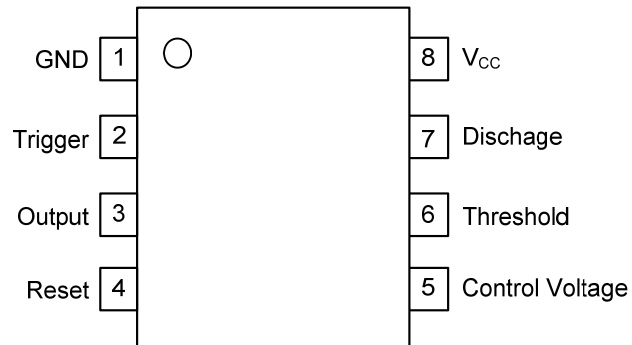 GND 1 8 VCC
Trigger 2 7 Dischage
Output 3 6 Threshold
Reset 4 5 Control Voltage